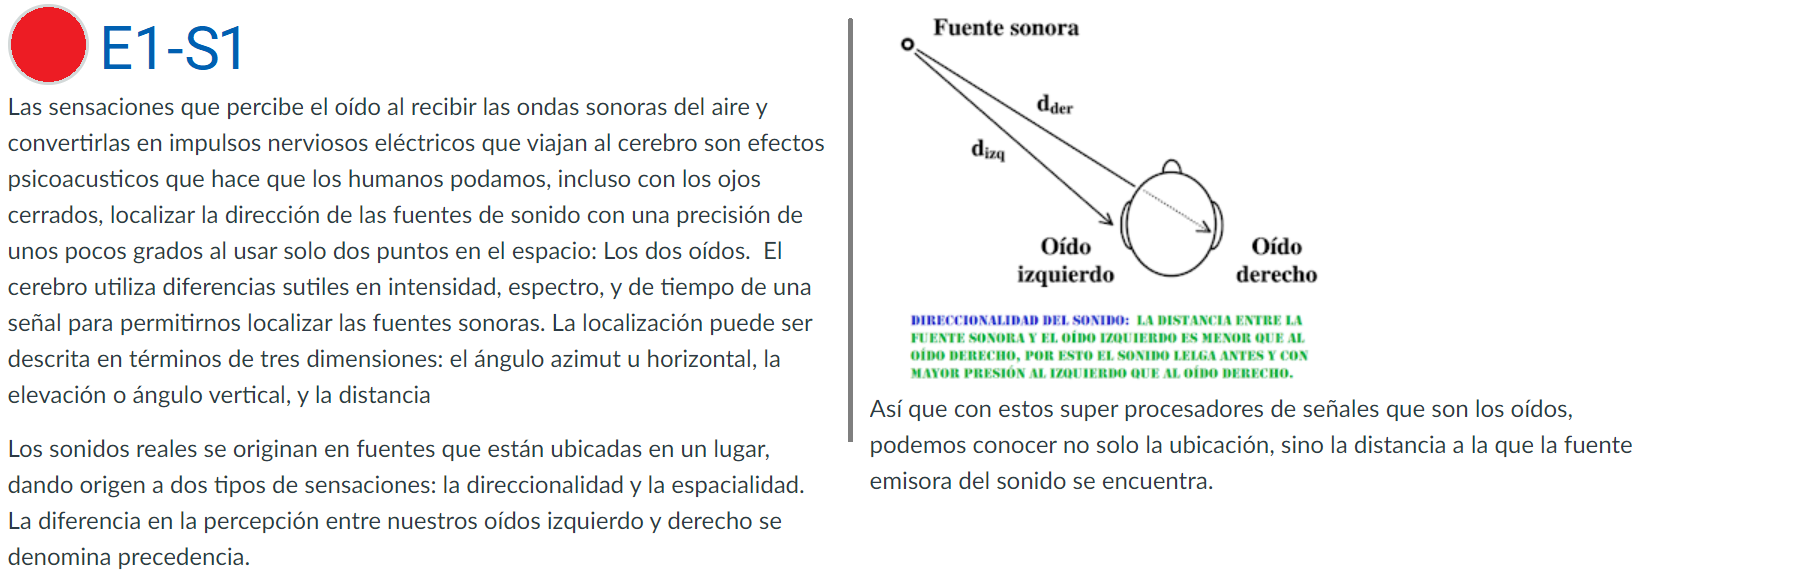 E1-S1
Las sensaciones que percibe el oído al recibir las ondas sonoras del aire y
convertirlas en impulsos nerviosos eléctricos que viajan al cerebro son efectos
psicoacusticos que hace que los humanos podamos, incluso con los ojos
cerrados, localizar la dirección de las fuentes de sonido con una precisión de
unos pocos grados al usar solo dos puntos en el espacio: Los dos oídos.  El
cerebro utiliza diferencias sutiles en intensidad, espectro, y de tiempo de una
señal para permitirnos localizar las fuentes sonoras. La localización puede ser
descrita en términos de tres dimensiones: el ángulo azimut u horizontal, la
elevación o ángulo vertical, y la distancia
Los sonidos reales se originan en fuentes que están ubicadas en un lugar,
dando origen a dos tipos de sensaciones: la direccionalidad y la espacialidad.
La diferencia en la percepción entre nuestros oídos izquierdo y derecho se
denomina precedencia.
Fuente sonora
dder
dizq
Oído
izquierdo
Oído
derecho
DIRECCIONALIDAD DEL SONIDO: LA DISTANCIA ENTRE LA
FUENTE SONORA Y EL OÍDO IZQUIERDO ES MENOR QUE AL
OÍDO DERECHO, POR ESTO EL SONIDO LELGA ANTES Y CON
MAYOR PRESIÓN AL IZQUIERDO QUE AL OÍDO DERECHO.
Así que con estos super procesadores de señales que son los oídos,
podemos conocer no solo la ubicación, sino la distancia a la que la fuente
emisora del sonido se encuentra.